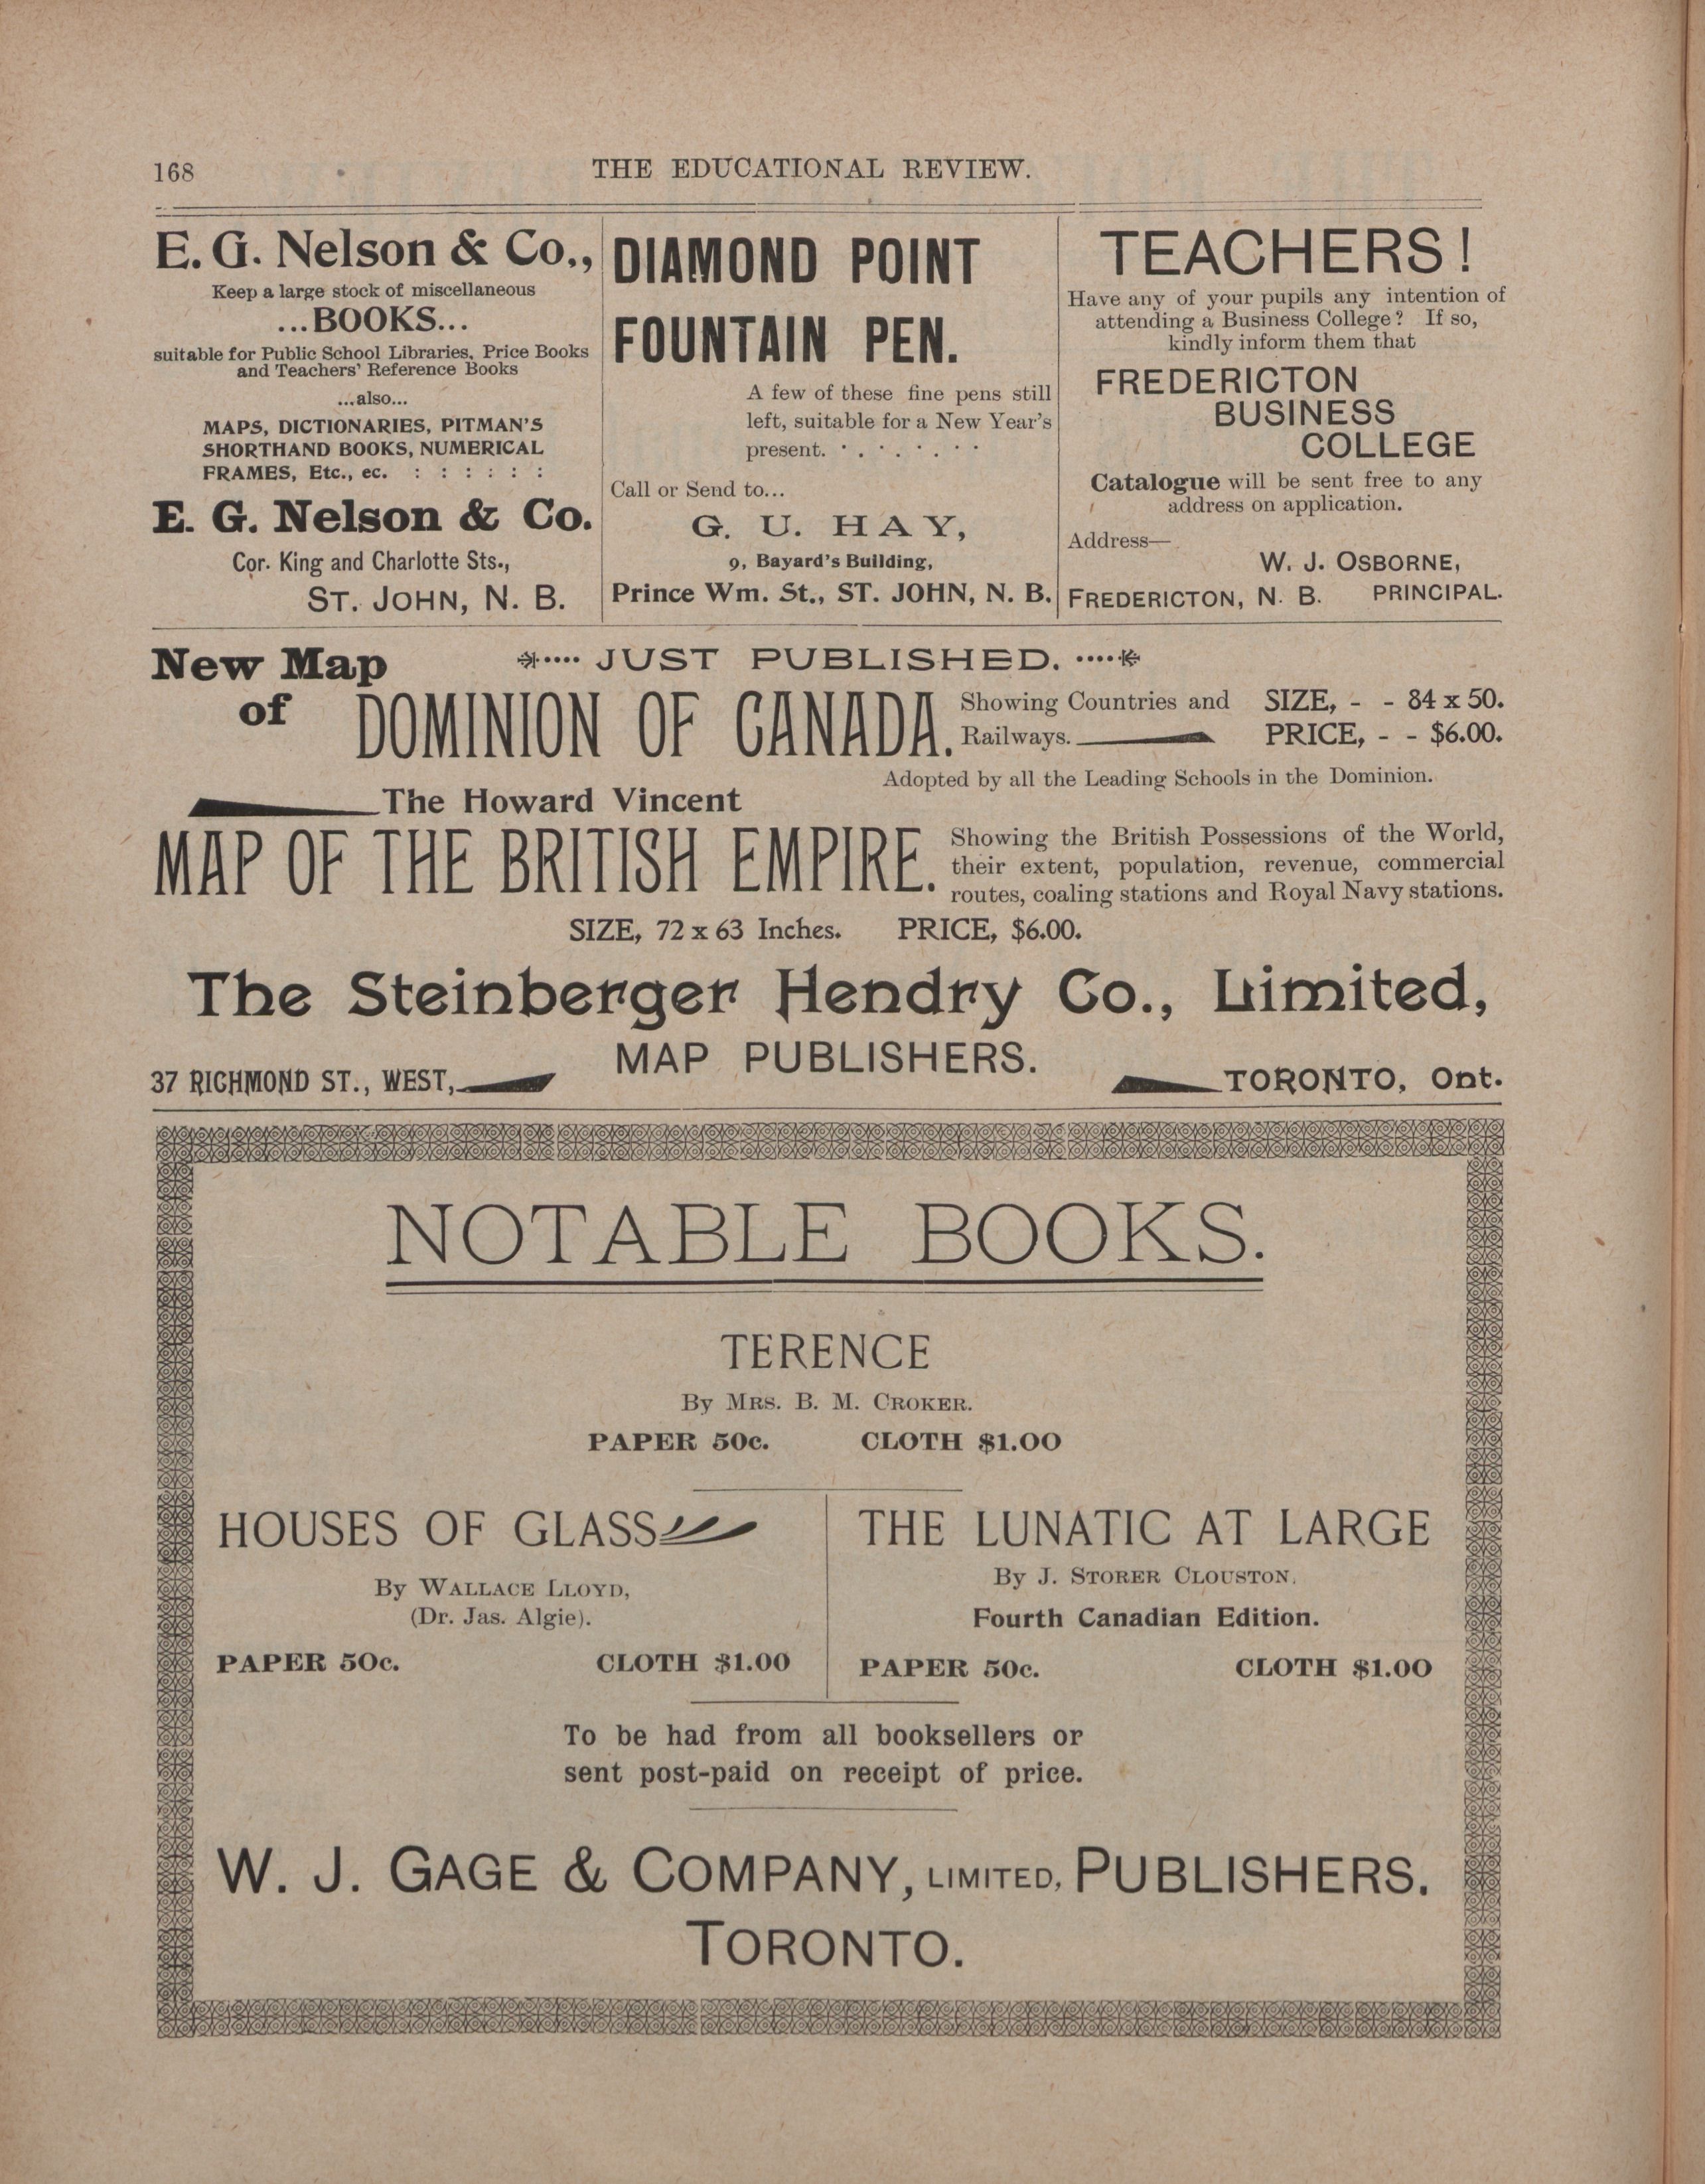 168
THE EDUCATIONAL REVIEW.
E. G. Nelson & Co.,
Keep a large stock of miscellaneous
...BOOKS...
suitable for Public School Libraries, Price Books
and Teachers' Reference Books
...also...
MAPS, DICTIONARIES, PITMAN'S
SHORTHAND BOOKS, NUMERICAL
FRAMES, Etc., ec. : : : : : :
E. G. Nelson & Co.
Cor. King and Charlotte Sts.,
ST. JOHN, N. B.
DIAMOND POINT
FOUNTAIN PEN.
A few of these fine pens still
left, suitable for a New Year's
present.
Call or Send to...
G. U. HAY,
9, Bayard's Building,
Prince Wm. St., ST. JOHN, N. B.
TEACHERS!
Have any of your pupils any intention of
attending a Business College? If so,
kindly inform them that
FREDERICTON
BUSINESS
COLLEGE
Catalogue will be sent free to any
address on application.
Address—
W. J. OSBORNE,
FREDERICTON, N. B. PRINCIPAL.
New Map
of
JUST PUBLISHED.
DOMINION OF CANADA.
Showing Countries and
Railways.
SIZE, - - 84 x 50.
PRICE, - - $6.00.
Adopted by all the Leading Schools in the Dominion.
The Howard Vincent
MAP OF THE BRITISH EMPIRE.
Showing the British Possessions of the World,
their extent, population, revenue, commercial
routes, coaling stations and Royal Navy stations.
SIZE, 72 x 63 Inches. PRICE, $6.00.
The Steinberger Hendry Co., Limited,
MAP PUBLISHERS.
37 RICHMOND ST., WEST,
TORONTO, Ont.
NOTABLE BOOKS.
TERENCE
By MRS. B. M. CROKER.
PAPER 50c. CLOTH $1.00
HOUSES OF GLASS
By WALLACE LLOYD,
(Dr. Jas. Algie).
PAPER 50c. CLOTH $1.00
THE LUNATIC AT LARGE
By J. STORER CLOUSTON,
Fourth Canadian Edition.
PAPER 50c. CLOTH $1.00
To be had from all booksellers or
sent post-paid on receipt of price.
W. J. GAGE & COMPANY, LIMITED, PUBLISHERS.
TORONTO.